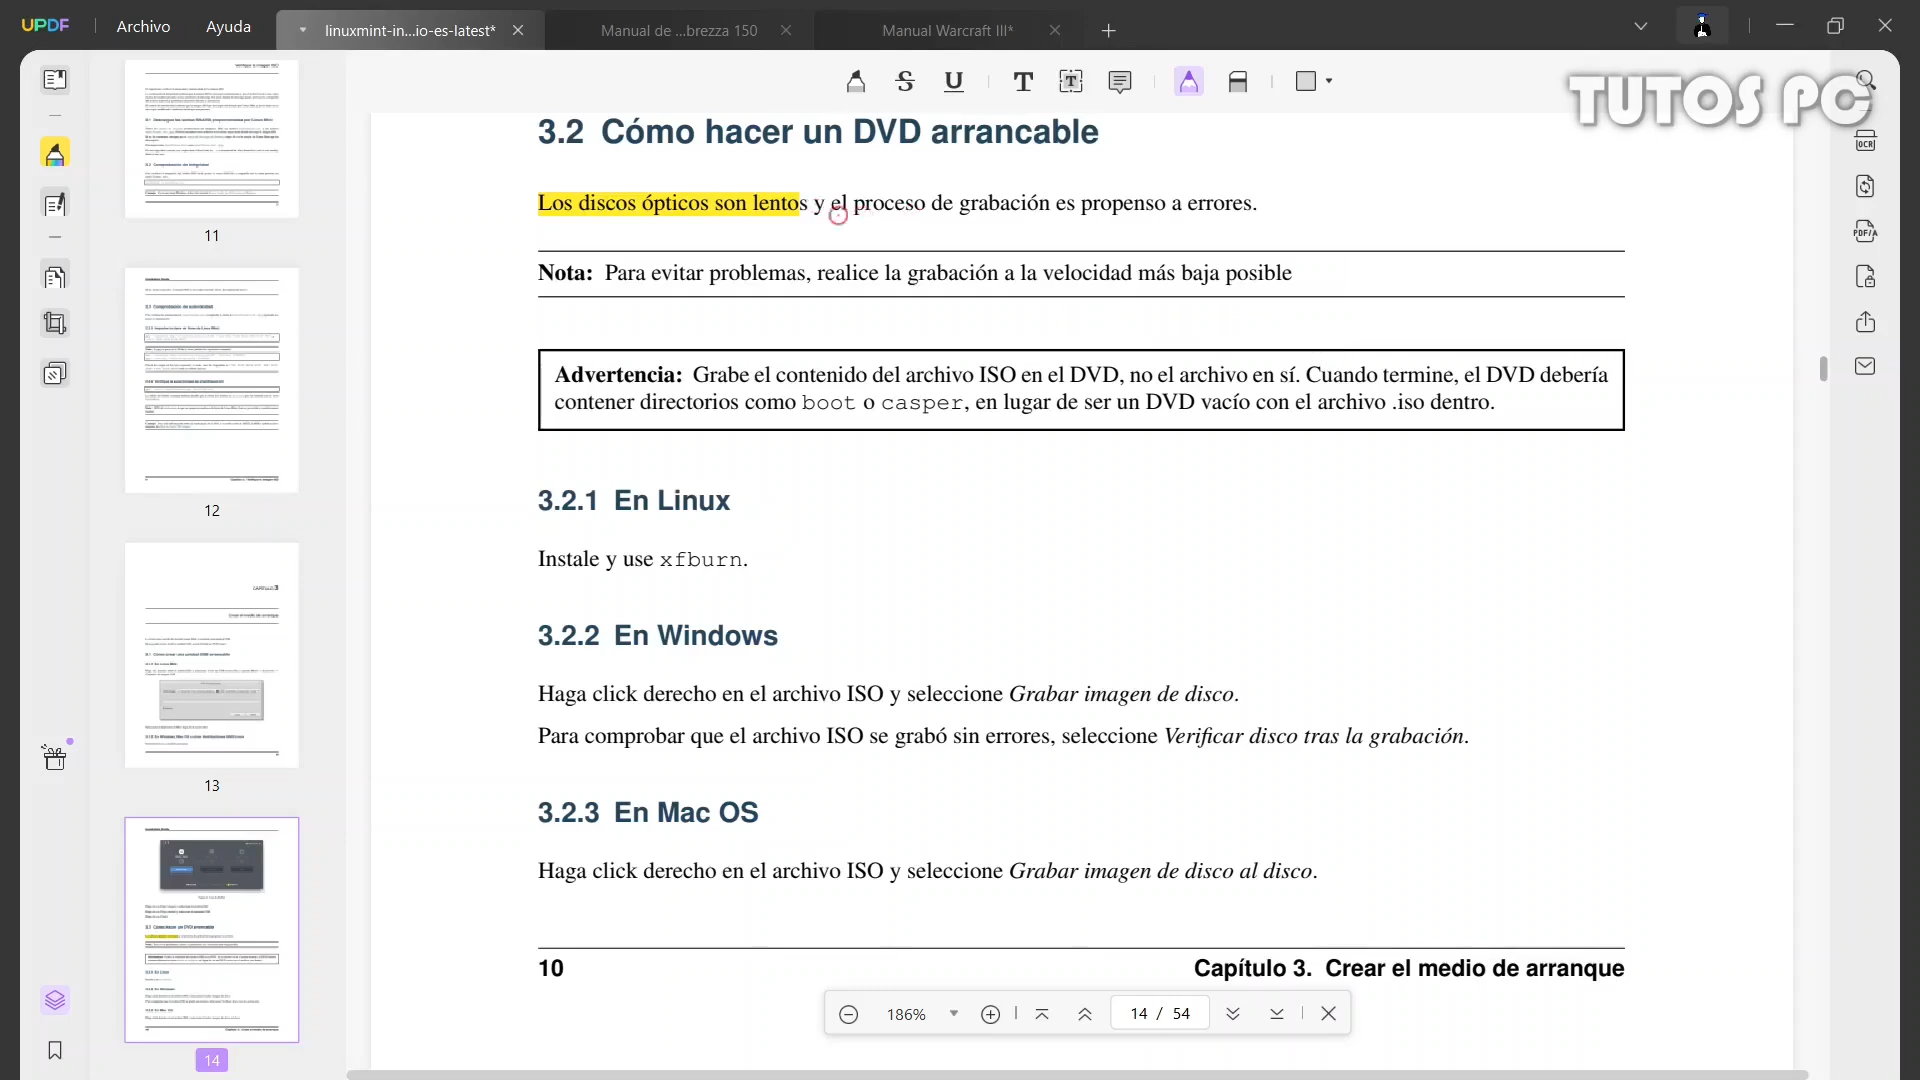 UPDF
Archivo
Ayuda
linuxmint-in...io-es-latest*
Manual de ...brezza 150
Manual Warcraft III*
TUTOS PC
OCR
PDF/A
11
12
13
14
3.2 Cómo hacer un DVD arrancable
Los discos ópticos son lentos y el proceso de grabación es propenso a errores.
Nota: Para evitar problemas, realice la grabación a la velocidad más baja posible
Advertencia: Grabe el contenido del archivo ISO en el DVD, no el archivo en sí. Cuando termine, el DVD debería
contener directorios como boot o casper, en lugar de ser un DVD vacío con el archivo .iso dentro.
3.2.1 En Linux
Instale y use xfburn.
3.2.2 En Windows
Haga click derecho en el archivo ISO y seleccione Grabar imagen de disco.
Para comprobar que el archivo ISO se grabó sin errores, seleccione Verificar disco tras la grabación.
3.2.3 En Mac OS
Haga click derecho en el archivo ISO y seleccione Grabar imagen de disco al disco.
10
Capítulo 3. Crear el medio de arranque
186%
14 / 54